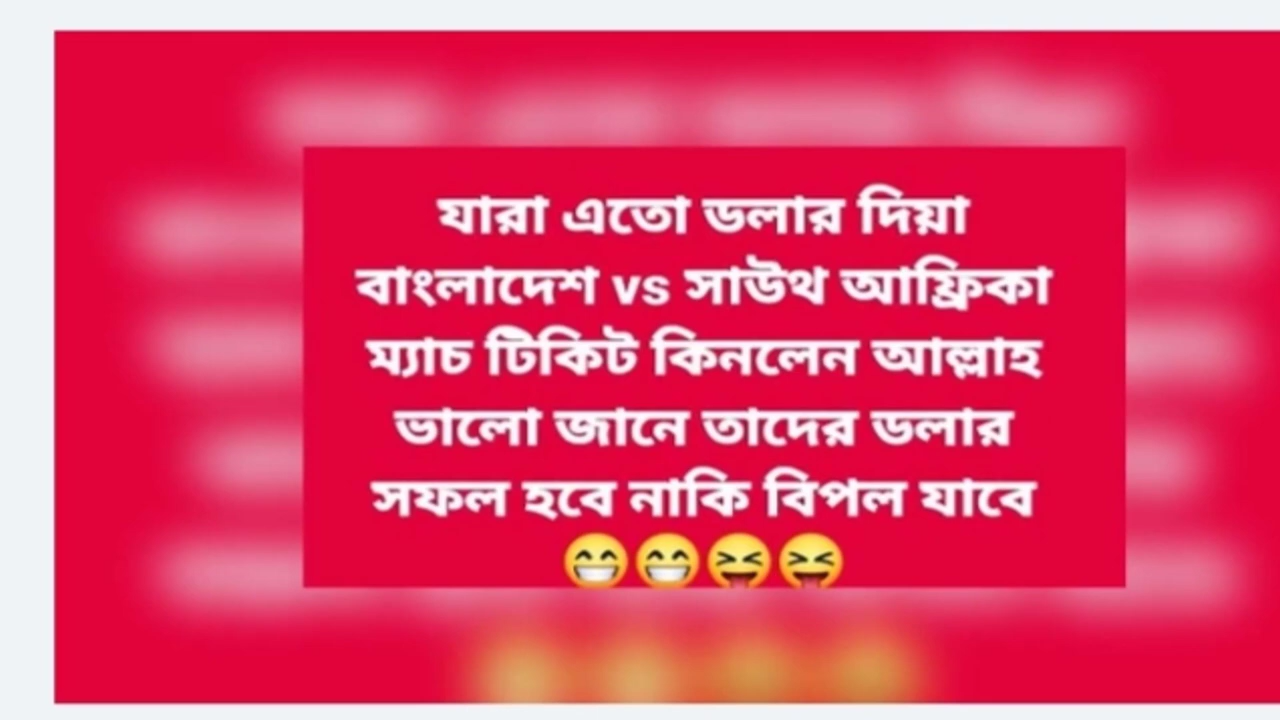 যারা এতো ডলার দিয়া
বাংলাদেশ vs সাউথ আফ্রিকা
ম্যাচ টিকিট কিনলেন আল্লাহ
ভালো জানে তাদের ডলার
সফল হবে নাকি বিপল যাবে
😁😁😝😝